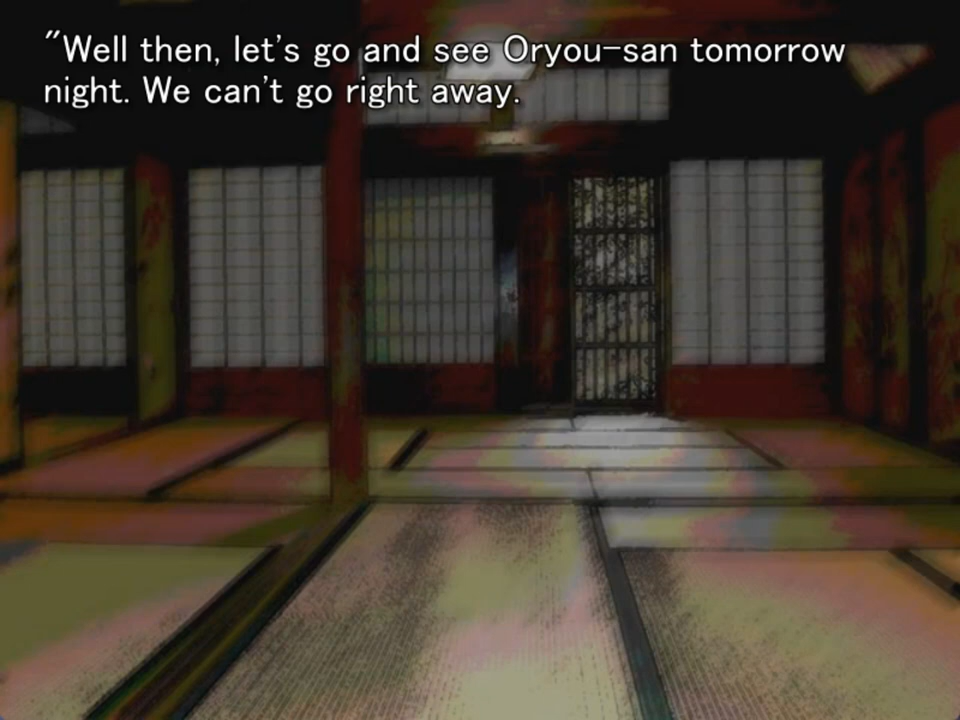 "Well then, let's go and see Oryou-san tomorrow
night. We can't go right away.